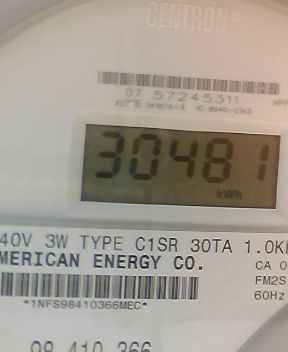 CENTRON®
07 57245311
30481
kWh
40V 3W TYPE C1SR 30TA 1.0K
MERICAN ENERGY CO.
CA 0
FM2S
*1NFS98410366MEC*
60Hz
98 410 366